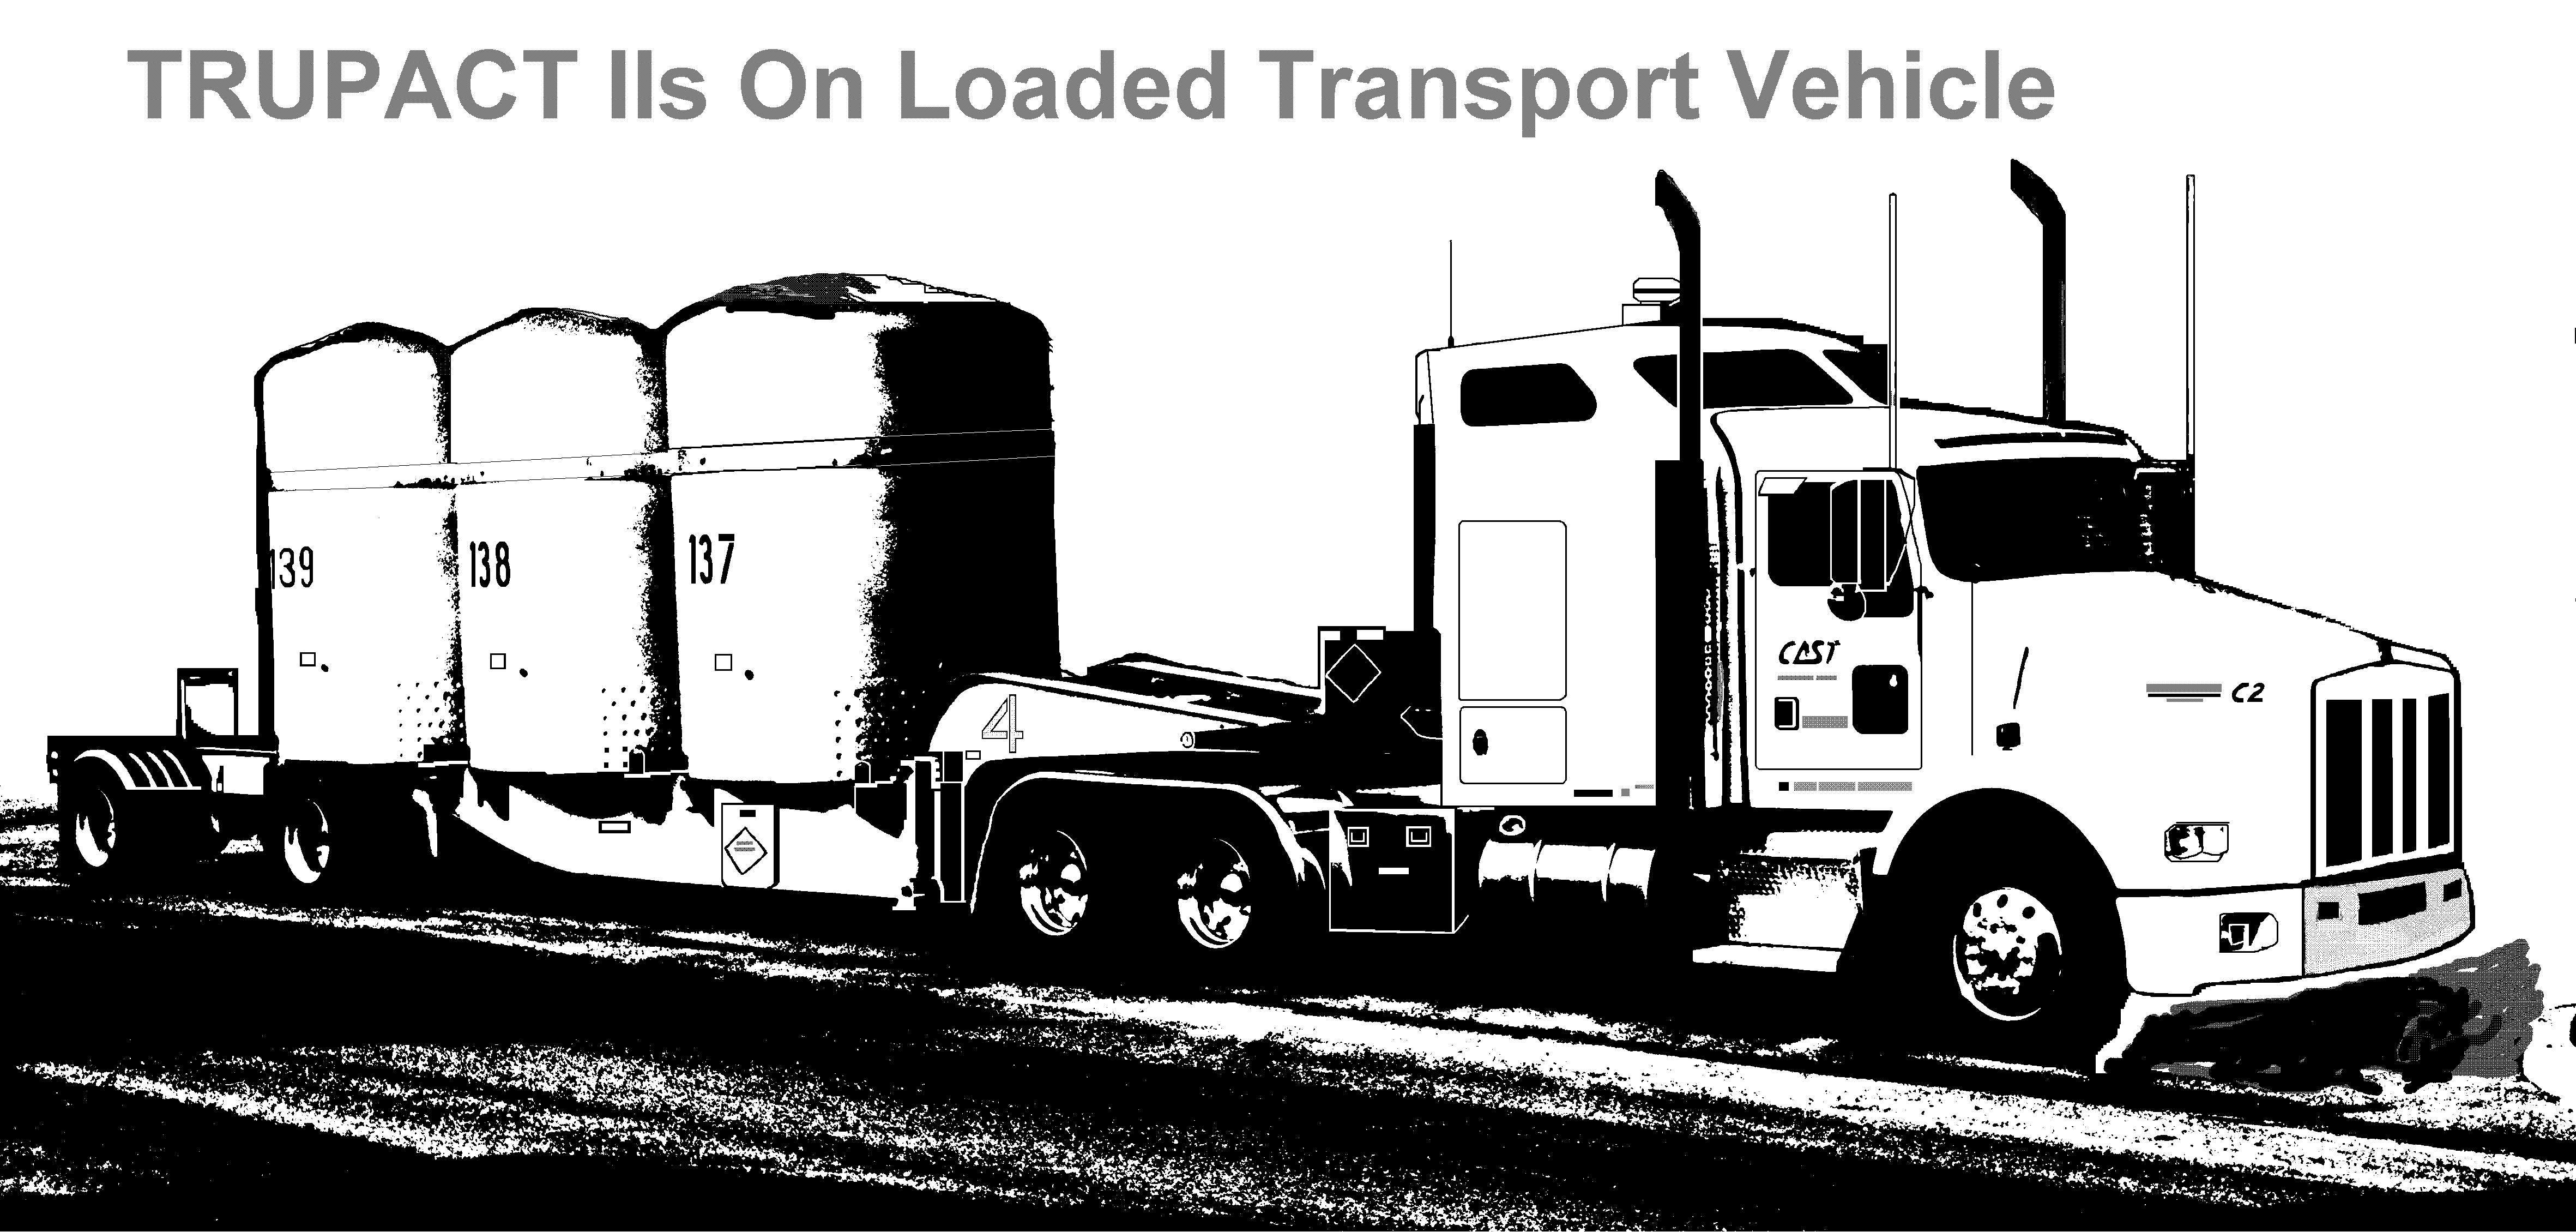 TRUPACT IIs On Loaded Transport Vehicle
139
138
137
4
CAST
C2